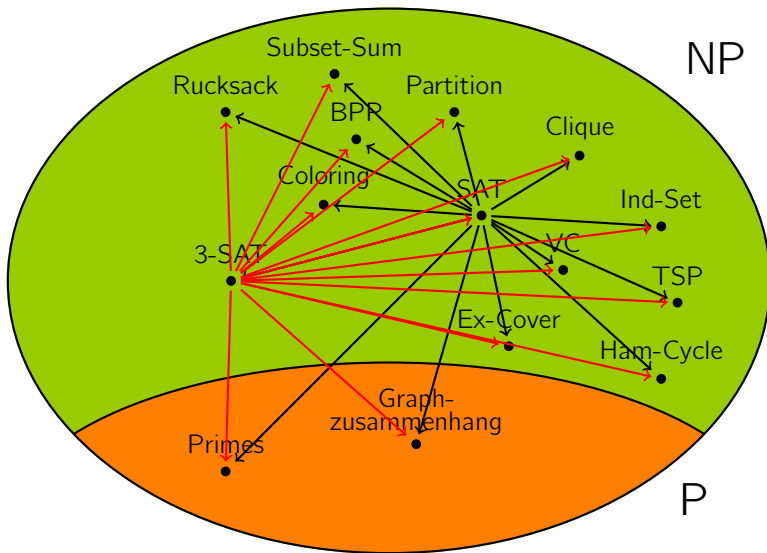 Subset-Sum
NP
Rucksack
Partition
BPP
Clique
Coloring
SAT
Ind-Set
3-SAT
VC
TSP
Ex-Cover
Ham-Cycle
Graph-
zusammenhang
Primes
P